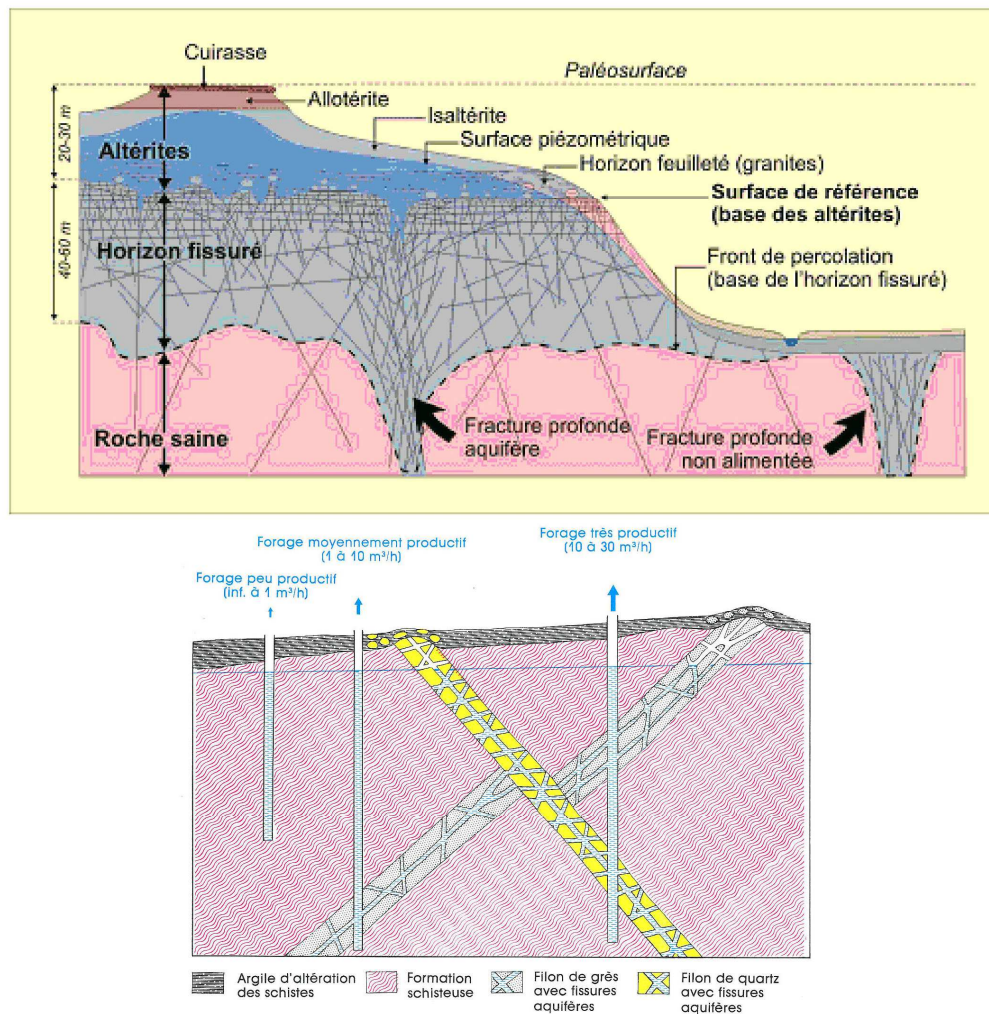 Cuirasse
Paléosurface
Allotérite
Isaltérite
Surface piézométrique
Horizon feuilleté (granites)
20-30 m
Altérites
Surface de référence
(base des altérites)
40-60 m
Horizon fissuré
Front de percolation
(base de l'horizon fissuré)
Roche saine
Fracture profonde
aquifère
Fracture profonde
non alimentée
Forage moyennement productif
(1 à 10 m³/h)
Forage très productif
(10 à 30 m³/h)
Forage peu productif
(inf. à 1 m³/h)
Argile d'altération
des schistes
Formation
schisteuse
Filon de grès
avec fissures
aquifères
Filon de quartz
avec fissures
aquifères